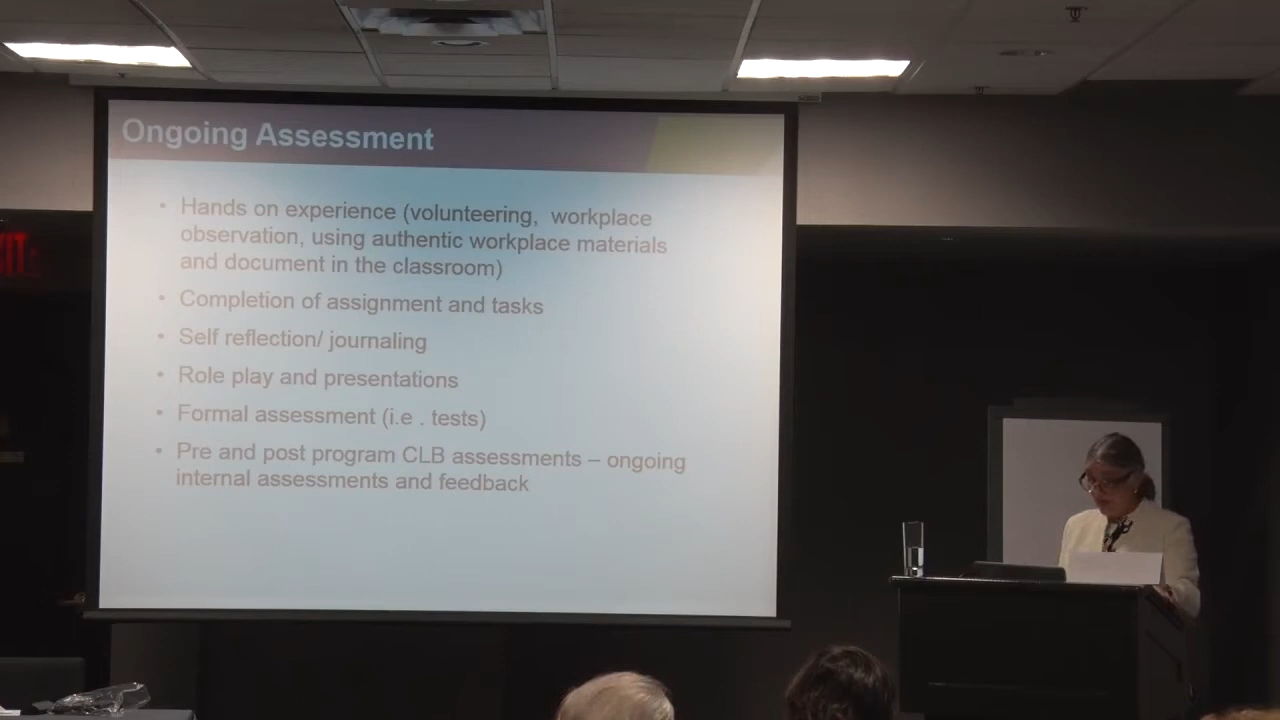 Ongoing Assessment
• Hands on experience (volunteering, workplace
observation, using authentic workplace materials
and document in the classroom)
• Completion of assignment and tasks
• Self reflection/ journaling
• Role play and presentations
• Formal assessment (i.e . tests)
• Pre and post program CLB assessments – ongoing
internal assessments and feedback